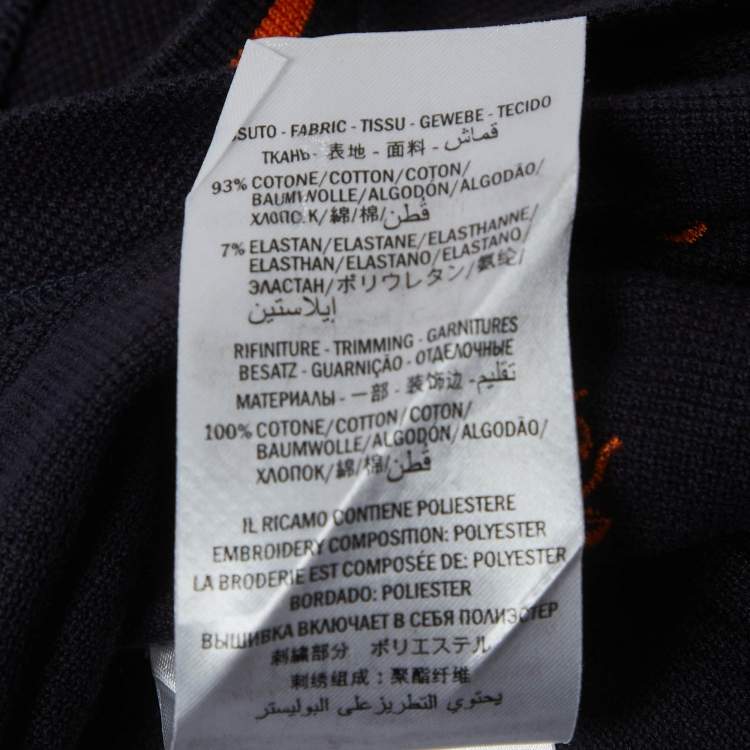 SSUTO - FABRIC - TISSU - GEWEBE - TECIDO
ТКАНЬ - 表地 - 面料 - قماش
93% COTONE/COTTON/COTON/
BAUMWOLLE/ALGODÓN/ALGODÃO/
ХЛОПОК/綿/棉/قطن
7% ELASTAN/ELASTANE/ELASTHANNE/
ELASTHAN/ELASTANO/ELASTANO/
ЭЛАСТАН/ポリウレタン/氨纶/
إيلاستين
RIFINITURE - TRIMMING - GARNITURES
BESATZ - GUARNIÇÃO - ОТДЕЛОЧНЫЕ
МАТЕРИАЛЫ - 一部 - 装饰边 - تقليم
100% COTONE/COTTON/COTON/
BAUMWOLLE/ALGODÓN/ALGODÃO/
ХЛОПОК/綿/棉/قطن
IL RICAMO CONTIENE POLIESTERE
EMBROIDERY COMPOSITION: POLYESTER
LA BRODERIE EST COMPOSÉE DE: POLYESTER
BORDADO: POLIESTER
ВЫШИВКА ВКЛЮЧАЕТ В СЕБЯ ПОЛИЭСТЕР
刺繍部分 ポリエステル
刺绣组成：聚酯纤维
يحتوي التطريز على البوليستر